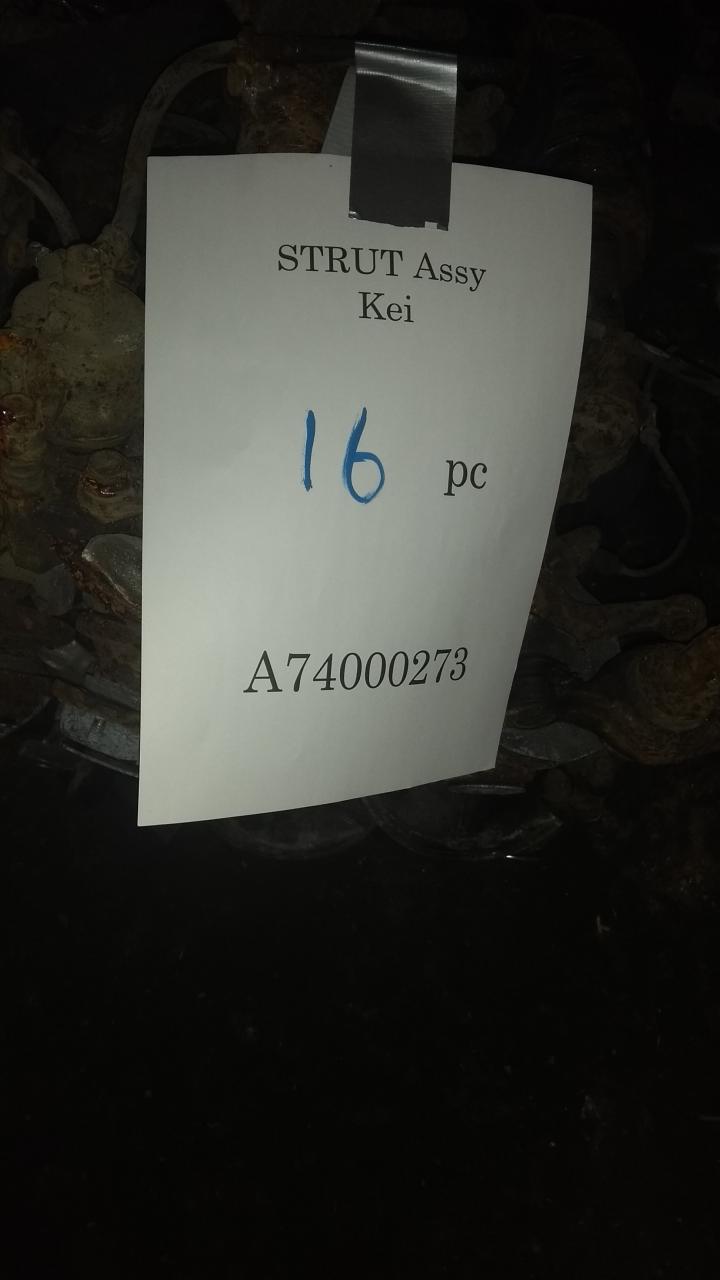 STRUT Assy
Kei
16 pc
A74000273